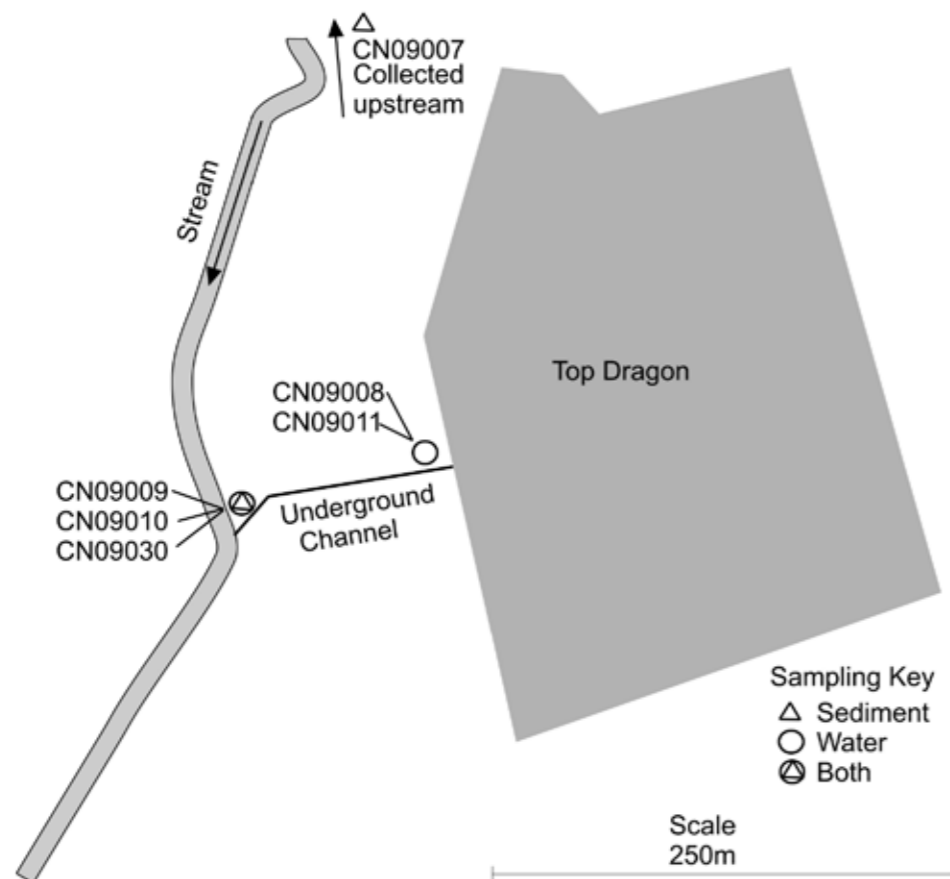 CN09007
Collected
upstream
Stream
Top Dragon
CN09008
CN09011
CN09009
CN09010
CN09030
Underground
Channel
Sampling Key
Sediment
Water
Both
Scale
250m